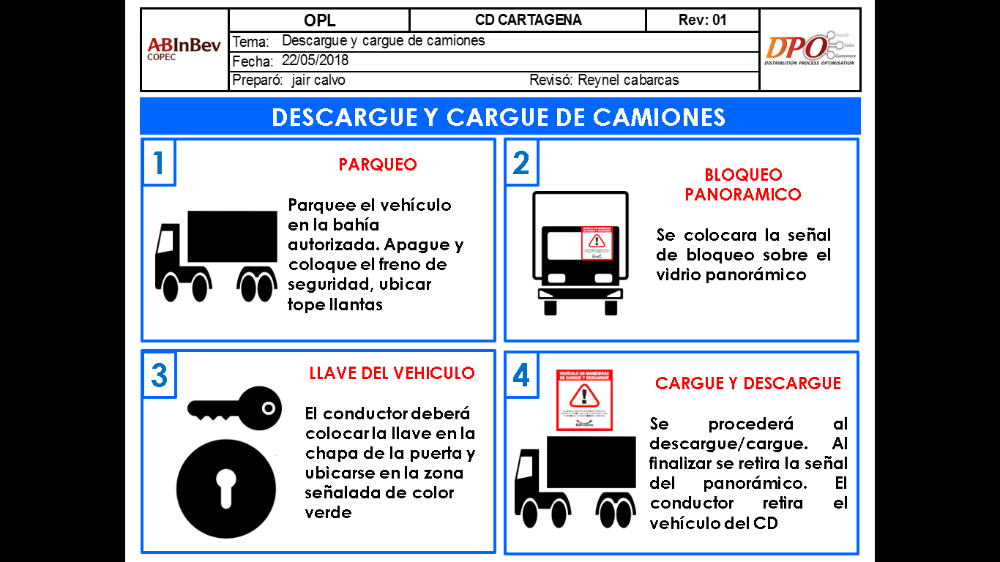 ABInBev
COPEC
OPL
CD CARTAGENA
Rev: 01
Tema: Descargue y cargue de camiones
Fecha: 22/05/2018
Preparó: jair calvo
Revisó: Reynel cabarcas
DPO
Supply
Sales
Customers
DISTRIBUTION PROCESS OPTIMISATION
DESCARGUE Y CARGUE DE CAMIONES
1
PARQUEO
Parquee el vehículo
en la bahía
autorizada. Apague y
coloque el freno de
seguridad, ubicar
tope llantas
2
BLOQUEO
PANORAMICO
VEHÍCULO EN MANIOBRAS
DE CARGUE Y DESCARGUE
Se colocara la señal
de bloqueo sobre el
vidrio panorámico
3
LLAVE DEL VEHICULO
El conductor deberá
colocar la llave en la
chapa de la puerta y
ubicarse en la zona
señalada de color
verde
4
VEHÍCULO EN MANIOBRAS
DE CARGUE Y DESCARGUE
CARGUE Y DESCARGUE
Se procederá al
descargue/cargue. Al
finalizar se retira la señal
del panorámico. El
conductor retira el
vehículo del CD